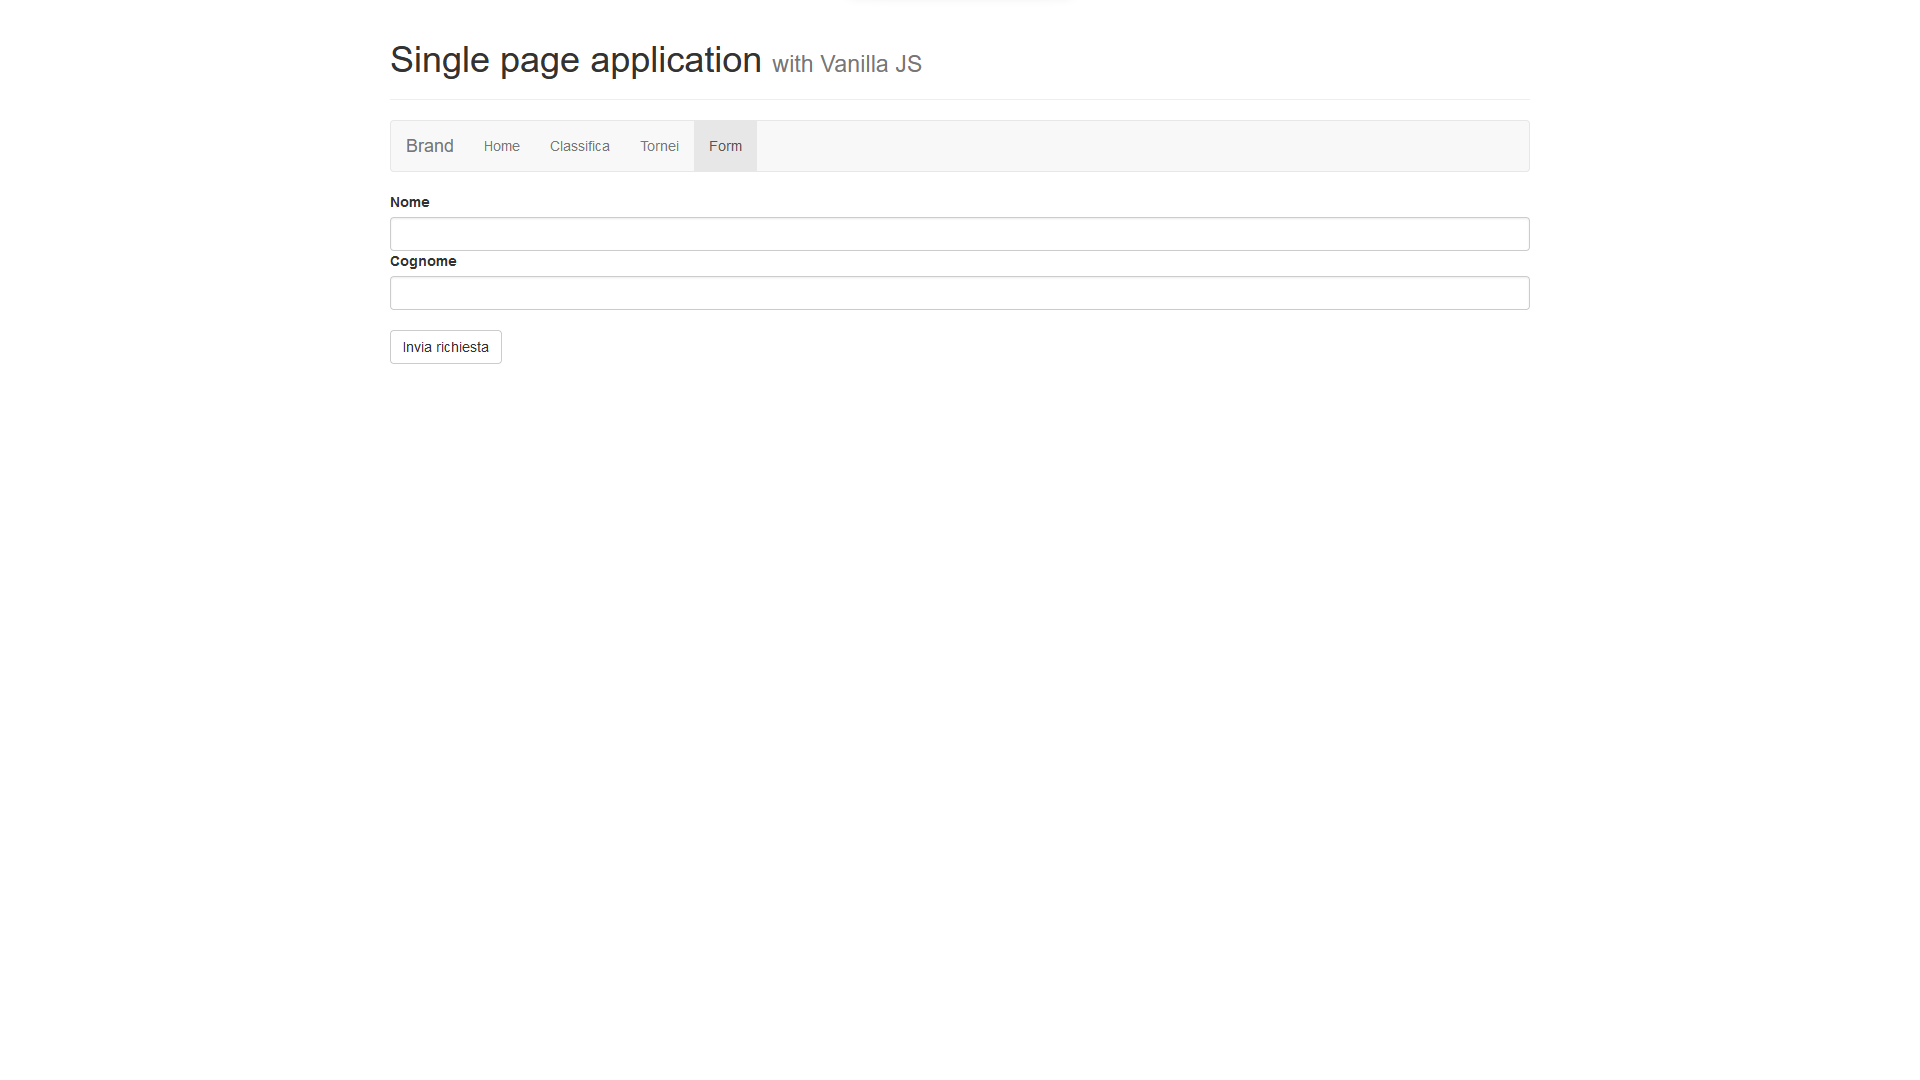 Single page application with Vanilla JS
Brand Home Classifica Tornei Form
Nome
Cognome
Invia richiesta